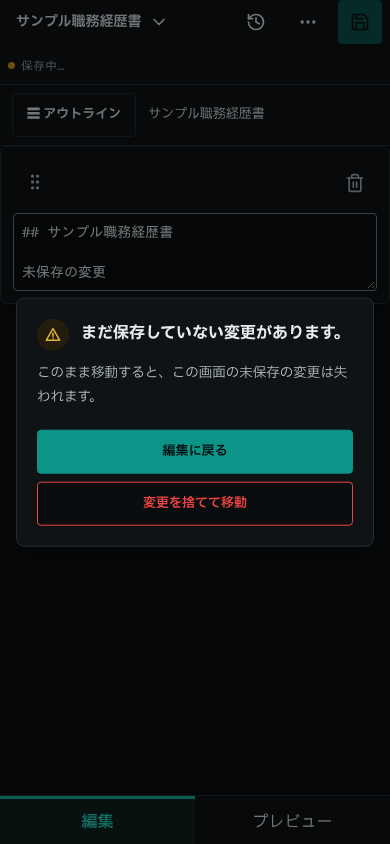 サンプル職務経歴書
保存中…
アウトライン
サンプル職務経歴書
## サンプル職務経歴書
未保存の変更
まだ保存していない変更があります。
このまま移動すると、この画面の未保存の変更は失
われます。
編集に戻る
変更を捨てて移動
編集
プレビュー